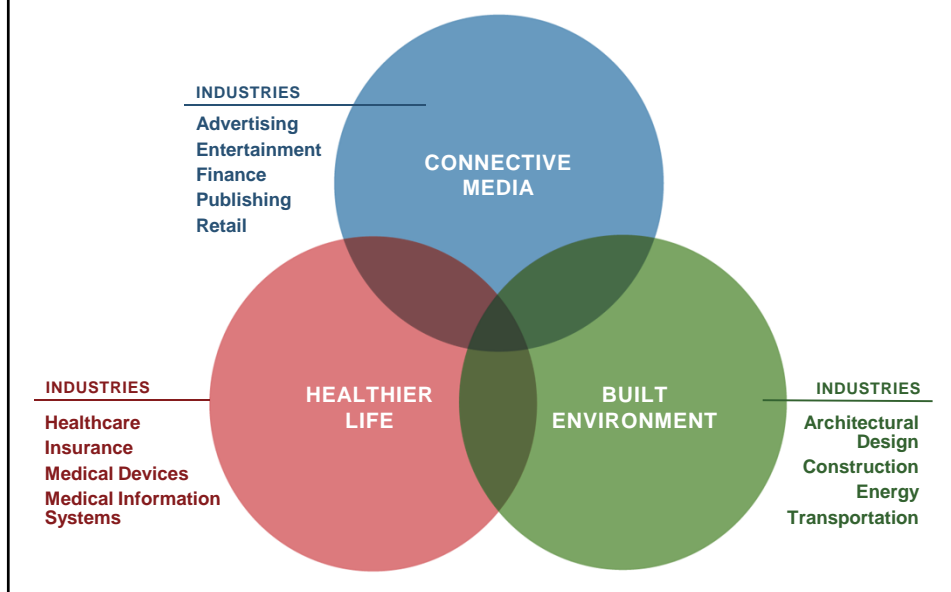 INDUSTRIES
Advertising
Entertainment
Finance
Publishing
Retail
CONNECTIVE
MEDIA
INDUSTRIES
Healthcare
Insurance
Medical Devices
Medical Information
Systems
HEALTHIER
LIFE
BUILT
ENVIRONMENT
INDUSTRIES
Architectural
Design
Construction
Energy
Transportation